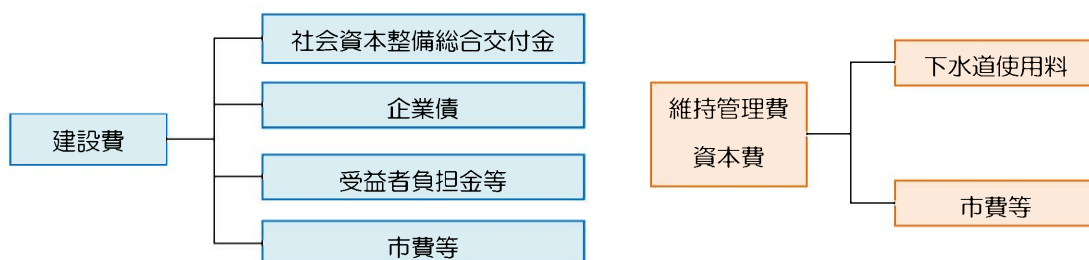 建設費
社会資本整備総合交付金
企業債
受益者負担金等
市費等
維持管理費
資本費
下水道使用料
市費等